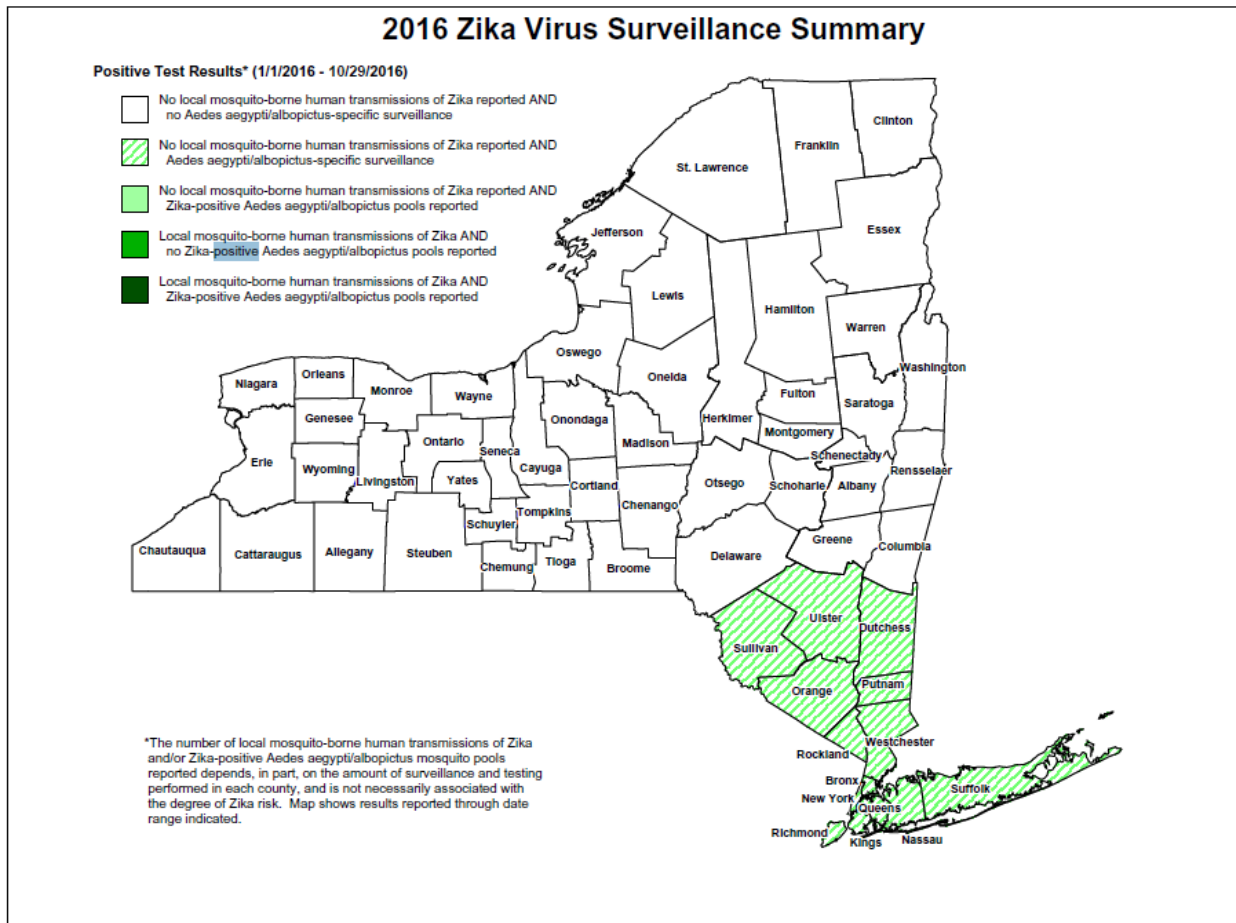 2016 Zika Virus Surveillance Summary
Positive Test Results* (1/1/2016 - 10/29/2016)
No local mosquito-borne human transmissions of Zika reported AND
no Aedes aegypti/albopictus-specific surveillance
No local mosquito-borne human transmissions of Zika reported AND
Aedes aegypti/albopictus-specific surveillance
No local mosquito-borne human transmissions of Zika reported AND
Zika-positive Aedes aegypti/albopictus pools reported
Local mosquito-borne human transmissions of Zika AND
no Zika-positive Aedes aegypti/albopictus pools reported
Local mosquito-borne human transmissions of Zika AND
Zika-positive Aedes aegypti/albopictus pools reported
Clinton
Franklin
St. Lawrence
Essex
Jefferson
Lewis
Hamilton
Warren
Washington
Oswego
Oneida
Herkimer
Fulton
Saratoga
Montgomery
Schenectady
Niagara
Orleans
Monroe
Wayne
Genesee
Onondaga
Madison
Ontario
Seneca
Cayuga
Erie
Wyoming
Livingston
Yates
Cortland
Chenango
Otsego
Schoharie
Albany
Rensselaer
Schuyler
Tompkins
Greene
Columbia
Delaware
Chautauqua
Cattaraugus
Allegany
Steuben
Chemung
Tioga
Broome
Ulster
Dutchess
Sullivan
Orange
Putnam
Westchester
Rockland
Bronx
New York
Queens
Suffolk
Richmond
Kings
Nassau
*The number of local mosquito-borne human transmissions of Zika
and/or Zika-positive Aedes aegypti/albopictus mosquito pools
reported depends, in part, on the amount of surveillance and testing
performed in each county, and is not necessarily associated with
the degree of Zika risk. Map shows results reported through date
range indicated.